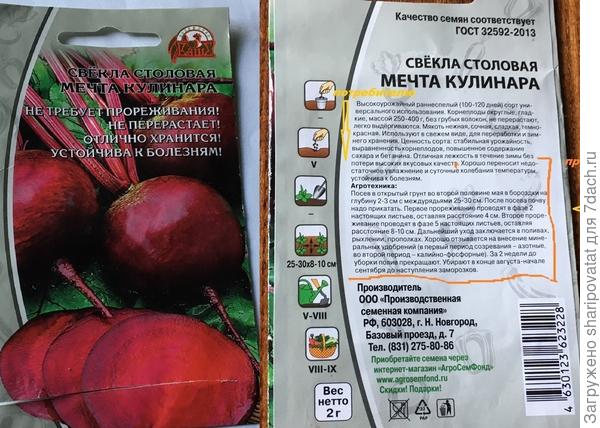 СВЁКЛА СТОЛОВАЯ
МЕЧТА КУЛИНАРА
НЕ ТРЕБУЕТ ПРОРЕЖИВАНИЯ!
НЕ ПЕРЕРАСТАЕТ!
ОТЛИЧНО ХРАНИТСЯ!
УСТОЙЧИВА К БОЛЕЗНЯМ!
Качество семян соответствует
ГОСТ 32592-2013
СВЁКЛА СТОЛОВАЯ
МЕЧТА КУЛИНАРА
Высокоурожайный раннеспелый (100-120 дней) сорт уни-
версального использования. Корнеплоды округлые, глад-
кие, массой 250-400 г, без грубых волокон, не перерастают,
легко выдергиваются. Мякоть нежная, сочная, сладкая, темно-
красная. Используют в свежем виде, для переработки и зим-
него хранения. Ценность сорта: стабильная урожайность,
выравненность корнеплодов, повышенное содержание
сахара и бетанина. Отличная лежкость в течение зимы без
потери высоких вкусовых качеств. Хорошо переносит недо-
статочное увлажнение и суточные колебания температуры,
устойчива к болезням.
Агротехника:
Посев в открытый грунт во второй половине мая в бороздки на
глубину 2-3 см с междурядьями 25-30 см. После посева почву
надо прикатать. Первое прореживание проводят в фазе 2
настоящих листьев, оставляя расстояние 4 см. Второе проре-
живание проводят в фазе 5 настоящих листьев, оставляя
расстояние 8-10 см. Дальнейший уход заключается в поливах,
рыхлении, прополках. Хорошо отзывается на внесение мине-
ральных удобрений (в первый период созревания - азотные,
во второй период - калийно-фосфорные). За 2 недели до
уборки полив прекращают. Убирают в конце августа-начале
сентября до наступления заморозков.
–
V
–
25-30x8-10 см
V-VIII
VIII-IX
Производитель
ООО «Производственная
семенная компания»
РФ, 603028, г. Н. Новгород,
Базовый проезд, д. 7
Тел. (831) 275-80-86
Приобретайте семена через
интернет-магазин «АгроСемФонд»
www.agrosemfond.ru
Скидки! Подарки!
Вес
нетто
2 г
4630123623228
Загружено sharipovatat для 7dach.ru